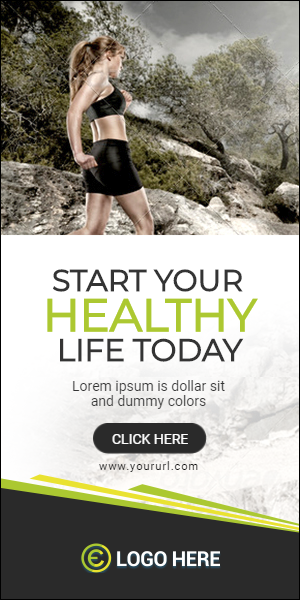 START YOUR
HEALTHY
LIFE TODAY
Lorem ipsum is dollar sit
and dummy colors
CLICK HERE
www.yoururl.com
LOGO HERE